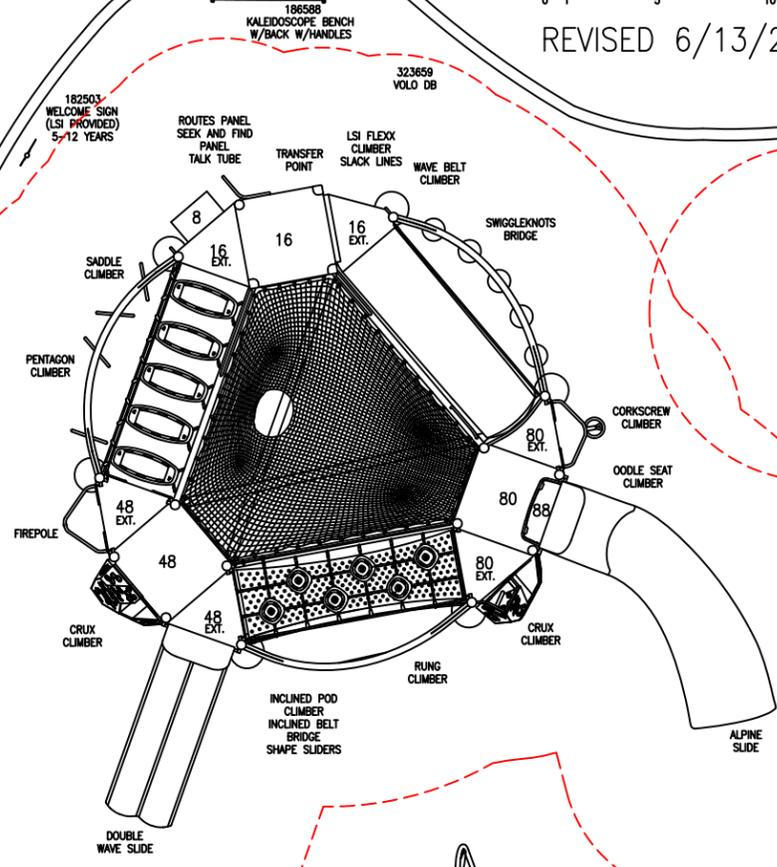 186588
KALEIDOSCOPE BENCH
W/BACK W/HANDLES
REVISED 6/13/2
323659
VOLO DB
182503
WELCOME SIGN
(LSI PROVIDED)
5-12 YEARS
ROUTES PANEL
SEEK AND FIND
PANEL
TALK TUBE
TRANSFER
POINT
LSI FLEXX
CLIMBER
SLACK LINES
WAVE BELT
CLIMBER
SWIGGLEKNOTS
BRIDGE
8
16
EXT.
16
16
EXT.
SADDLE
CLIMBER
PENTAGON
CLIMBER
CORKSCREW
CLIMBER
80
EXT.
OODLE SEAT
CLIMBER
80
88
48
EXT.
FIREPOLE
48
80
EXT.
48
EXT.
CRUX
CLIMBER
CRUX
CLIMBER
RUNG
CLIMBER
INCLINED POD
CLIMBER
INCLINED BELT
BRIDGE
SHAPE SLIDERS
ALPINE
SLIDE
DOUBLE
WAVE SLIDE